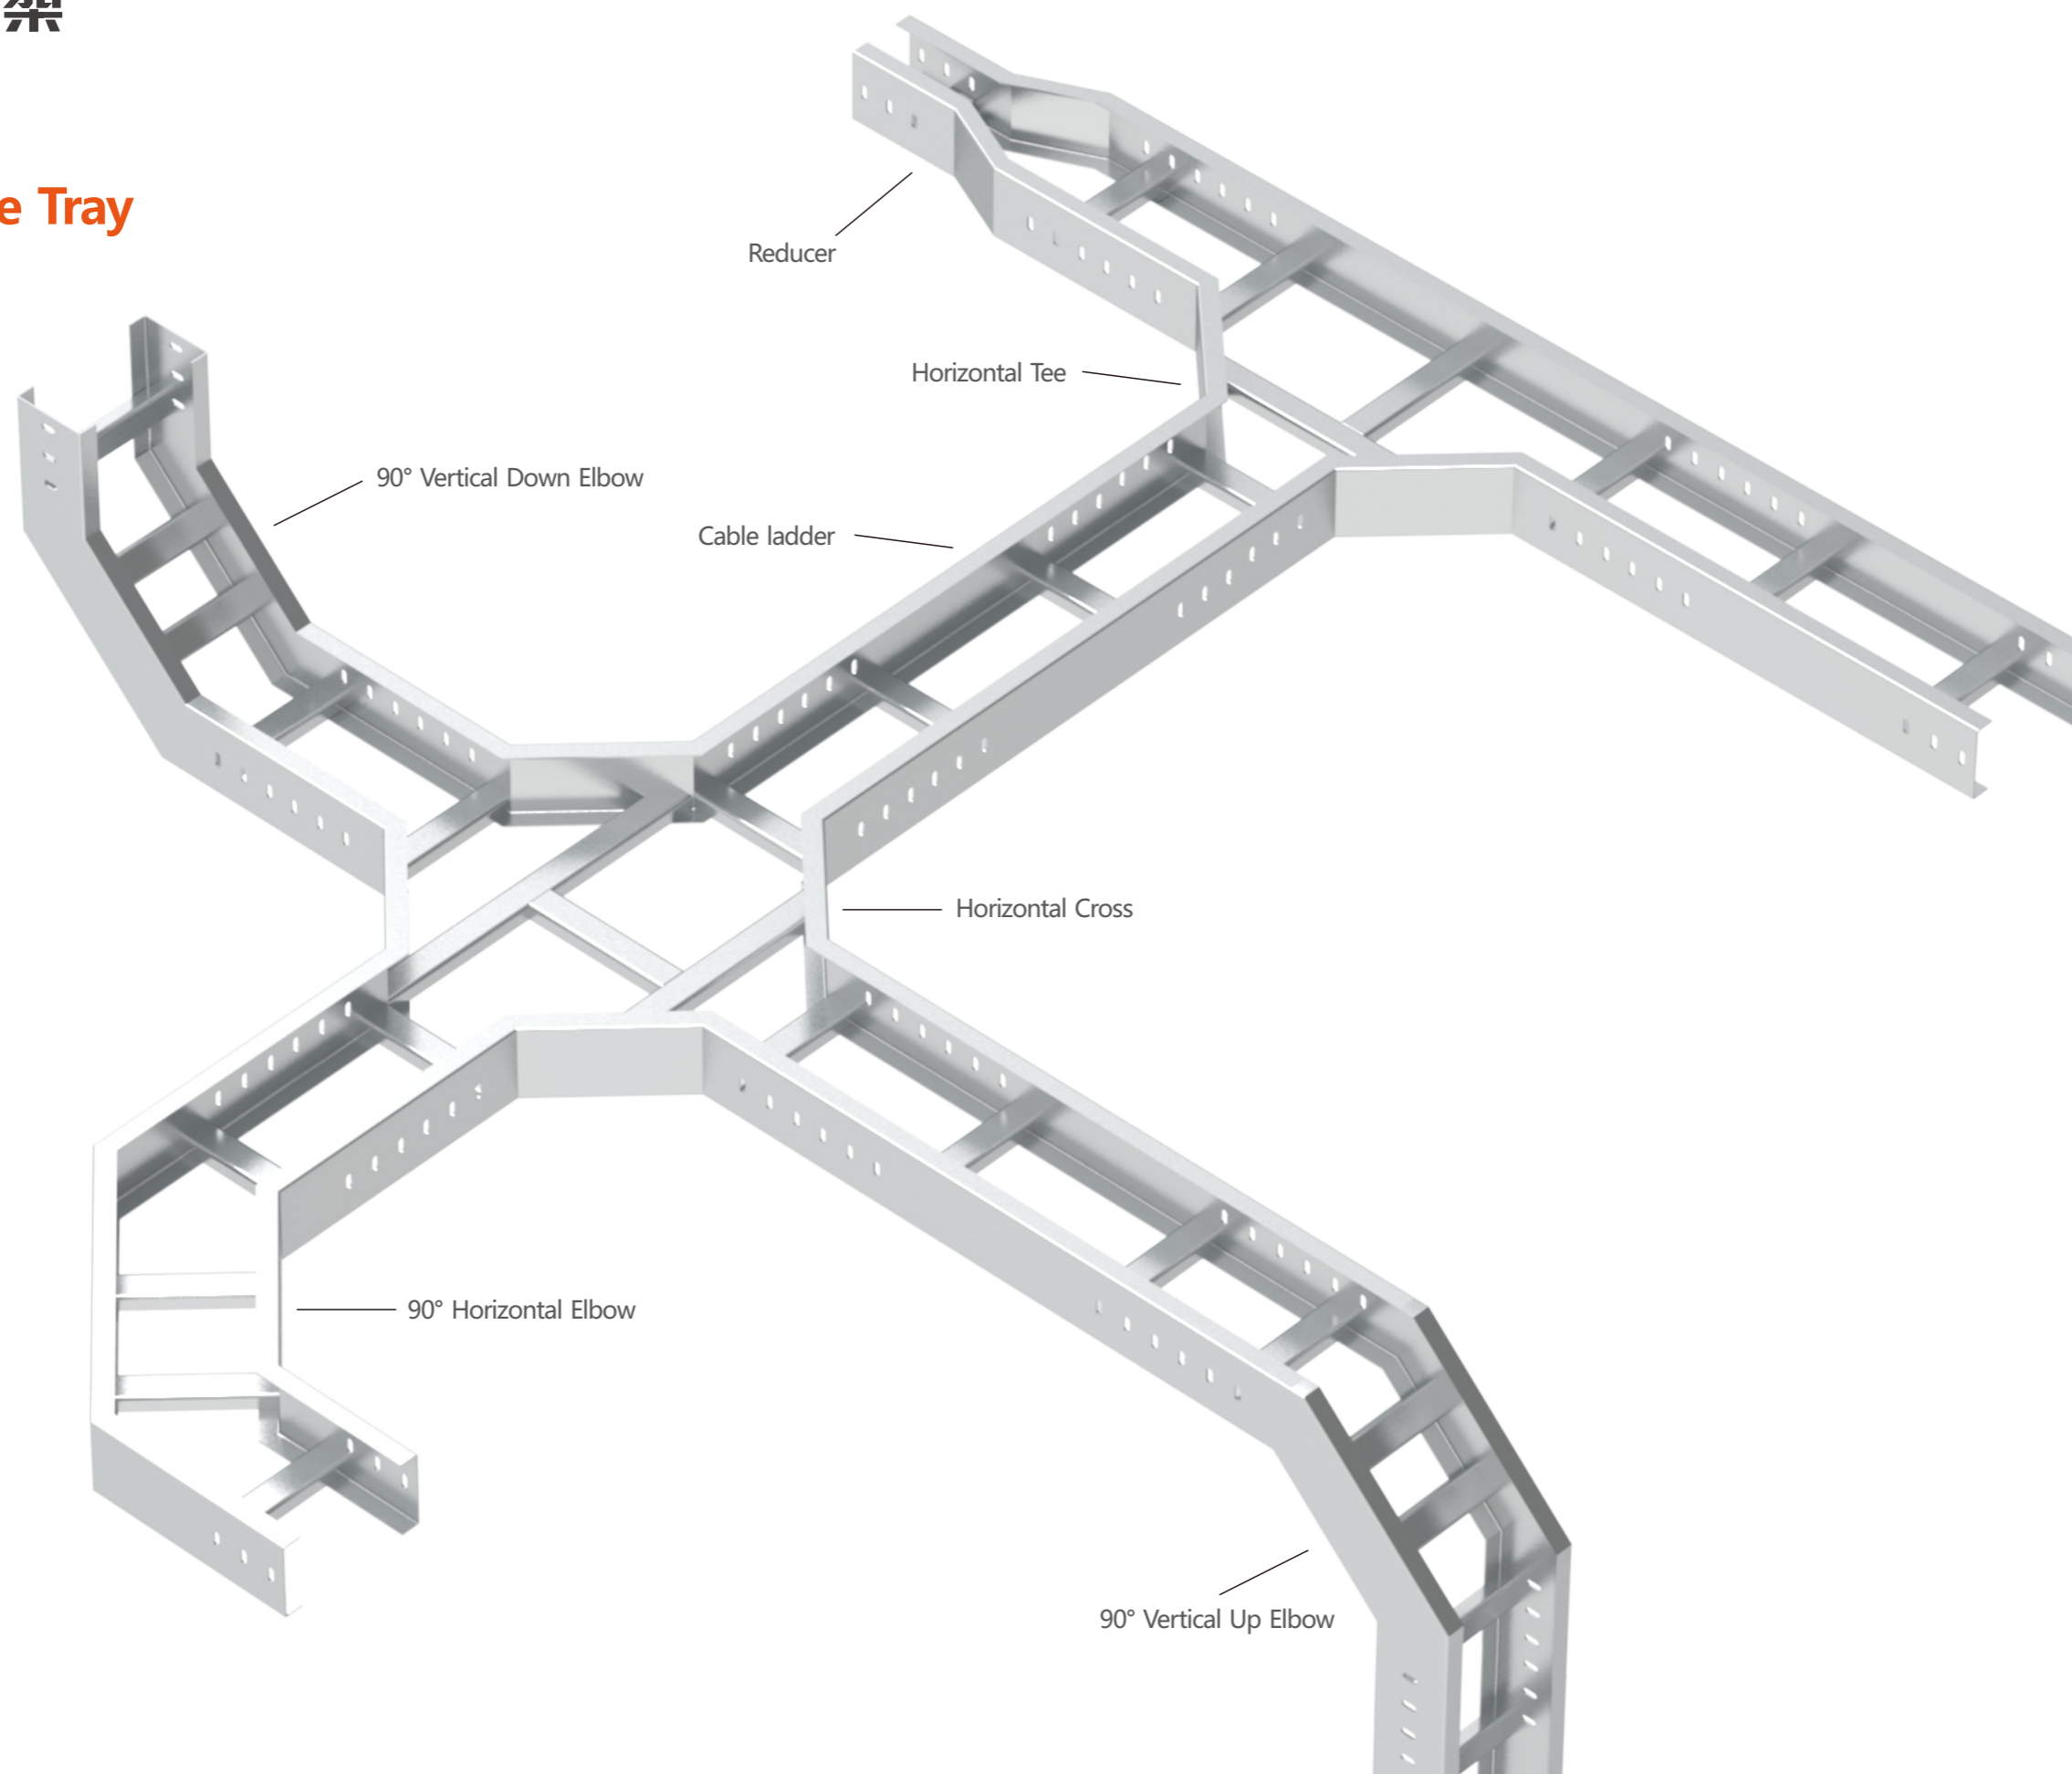 e Tray
Reducer
Horizontal Tee
90° Vertical Down Elbow
Cable ladder
Horizontal Cross
90° Horizontal Elbow
90° Vertical Up Elbow